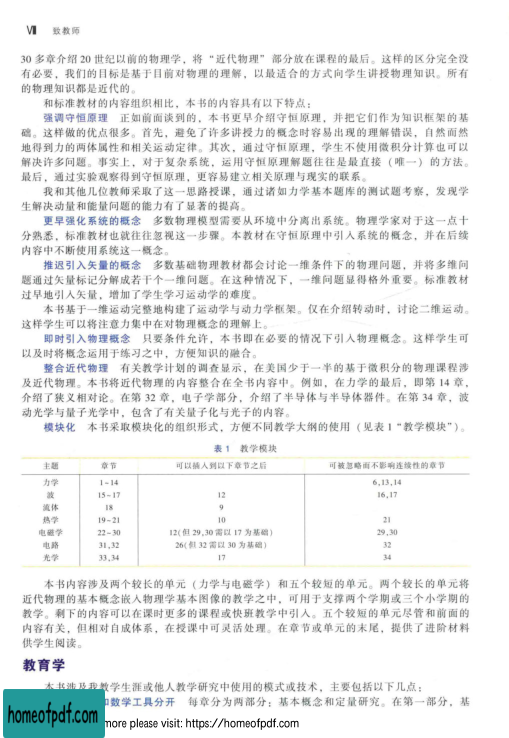 Ⅶ 致教师
30 多章介绍 20 世纪以前的物理学，将“近代物理”部分放在课程的最后。这样的区分完全没
有必要，我们的目标是基于目前对物理的理解，以最适合的方式向学生讲授物理知识。所有
的物理知识都是近代的。
和标准教材的内容组织相比，本书的内容具有以下特点：
强调守恒原理 正如前面谈到的，本书更早介绍守恒原理，并把它们作为知识框架的基
础。这样做的优点很多。首先，避免了许多讲授力的概念时容易出现的理解错误，自然而然
地得到力的两体属性和相关运动定律。其次，通过守恒原理，学生不使用微积分计算也可以
解决许多问题。事实上，对于复杂系统，运用守恒原理解题往往是最直接（唯一）的方法。
最后，通过实验观察得到守恒原理，更容易建立相关原理与现实的联系。
我和其他几位教师采取了这一思路授课，通过诸如力学基本题库的测试题考察，发现学
生解决动量和能量问题的能力有了显著的提高。
更早强化系统的概念 多数物理模型需要从环境中分离出系统。物理学家对于这一点十
分熟悉，标准教材也就往往忽视这一步骤。本教材在守恒原理中引入系统的概念，并在后续
内容中不断使用系统这一概念。
推迟引入矢量的概念 多数基础物理教材都会讨论一维条件下的物理问题，并将多维问
题通过矢量标记分解成若干个一维问题。在这种情况下，一维问题显得格外重要。标准教材
过早地引入矢量，增加了学生学习运动学的难度。
本书基于一维运动完整地构建了运动学与动力学框架。仅在介绍转动时，讨论二维运动。
这样学生可以将注意力集中在对物理概念的理解上。
即时引入物理概念 只要条件允许，本书即在必要的情况下引入物理概念。这样学生可
以及时将概念运用于练习之中，方便知识的融合。
整合近代物理 有关教学计划的调查显示，在美国少于一半的基于微积分的物理课程涉
及近代物理。本书将近代物理的内容整合在全书内容中。例如，在力学的最后，即第 14 章，
介绍了狭义相对论。在第 32 章，电子学部分，介绍了半导体与半导体器件。在第 34 章，波
动光学与量子光学中，包含了有关量子化与光子的内容。
模块化 本书采取模块化的组织形式，方便不同教学大纲的使用（见表 1“教学模块”）。
表 1 教学模块
主题 章节 可以插入到以下章节之后 可被忽略而不影响连续性的章节
力学 1~14 6,13,14
波 15~17 12 16,17
流体 18 9
热学 19~21 10 21
电磁学 22~30 12(但 29,30 需以 17 为基础) 29,30
电路 31,32 26(但 32 需以 30 为基础) 32
光学 33,34 17 34
本书内容涉及两个较长的单元（力学与电磁学）和五个较短的单元。两个较长的单元将
近代物理的基本概念嵌入物理学基本图像的教学之中，可用于支撑两个学期或三个小学期的
教学。剩下的内容可以在课时更多的课程或快班教学中引入。五个较短的单元尽管和前面的
内容有关，但相对自成体系，在授课中可灵活处理。在章节或单元的末尾，提供了进阶材料
供学生阅读。
教育学
本书涉及我教学生涯或他人教学研究中使用的模式或技术，主要包括以下几点：
和数学工具分开 每章分为两部分：基本概念和定量研究。在第一部分，基
homeofpdf.com
more please visit: https://homeofpdf.com